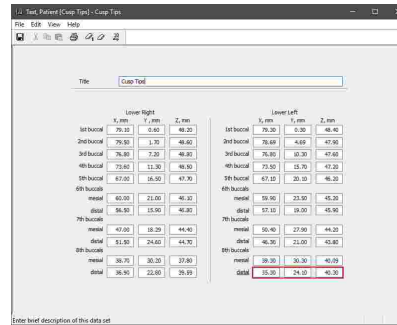 Test, Patient [Cusp Tips] - Cusp Tips
File Edit View Help
Title Cusp Tips
Lower Right Lower Left
X, mm Y, mm Z, mm X, mm Y, mm Z, mm
1st buccal 79.10 0.60 48.20 1st buccal 79.30 0.30 48.40
2nd buccal 79.50 1.70 48.60 2nd buccal 78.69 4.69 47.90
3rd buccal 76.80 7.20 48.80 3rd buccal 76.80 10.30 47.60
4th buccal 73.60 11.30 48.50 4th buccal 73.50 15.70 47.20
5th buccal 67.00 16.50 47.70 5th buccal 67.10 20.10 46.20
6th buccals 6th buccals
mesial 60.00 21.00 46.10 mesial 59.90 23.50 45.20
distal 56.50 15.90 46.80 distal 57.10 19.00 45.90
7th buccals 7th buccals
mesial 47.00 18.29 44.40 mesial 50.40 27.90 44.20
distal 51.50 24.60 44.70 distal 46.30 21.00 43.80
8th buccals 8th buccals
mesial 38.70 30.20 37.80 mesial 39.30 30.30 40.09
distal 36.90 22.80 39.59 distal 35.30 24.10 40.30
Enter brief description of this data set